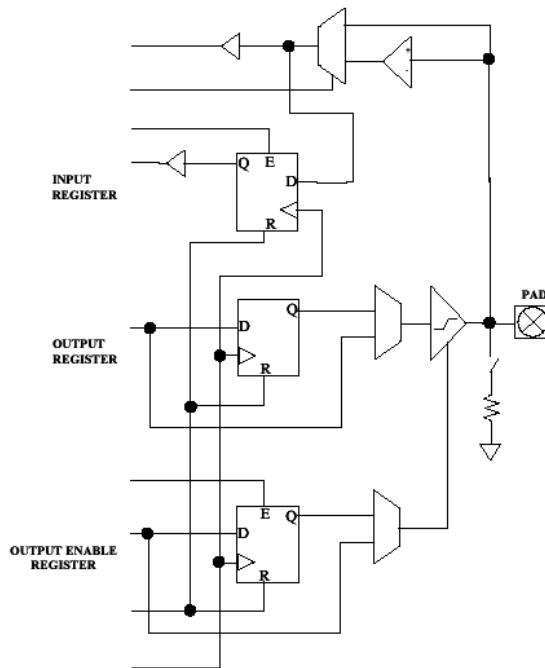 +
-
E
Q
D
INPUT
REGISTER
R
PAD
Q
D
OUTPUT
REGISTER
R
E
Q
D
OUTPUT ENABLE
REGISTER
R